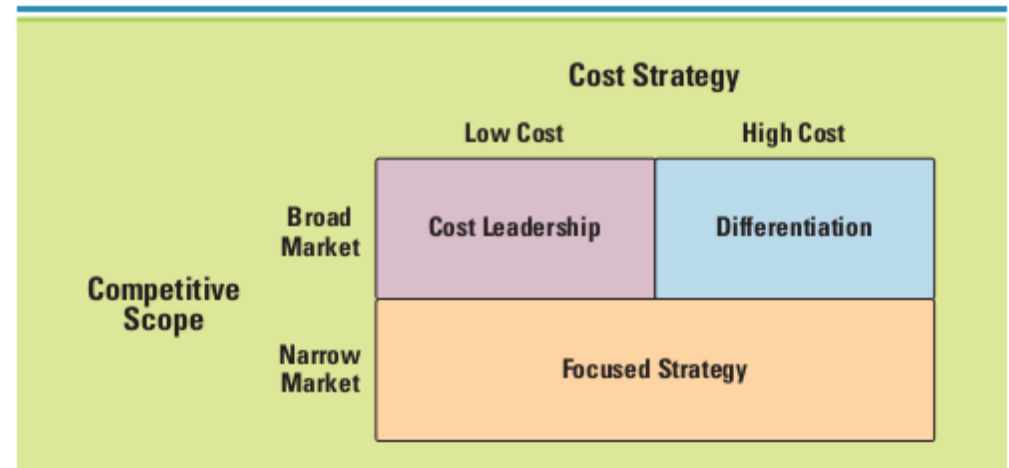 Cost Strategy
Low Cost
High Cost
Broad
Market
Cost Leadership
Differentiation
Competitive
Scope
Narrow
Market
Focused Strategy